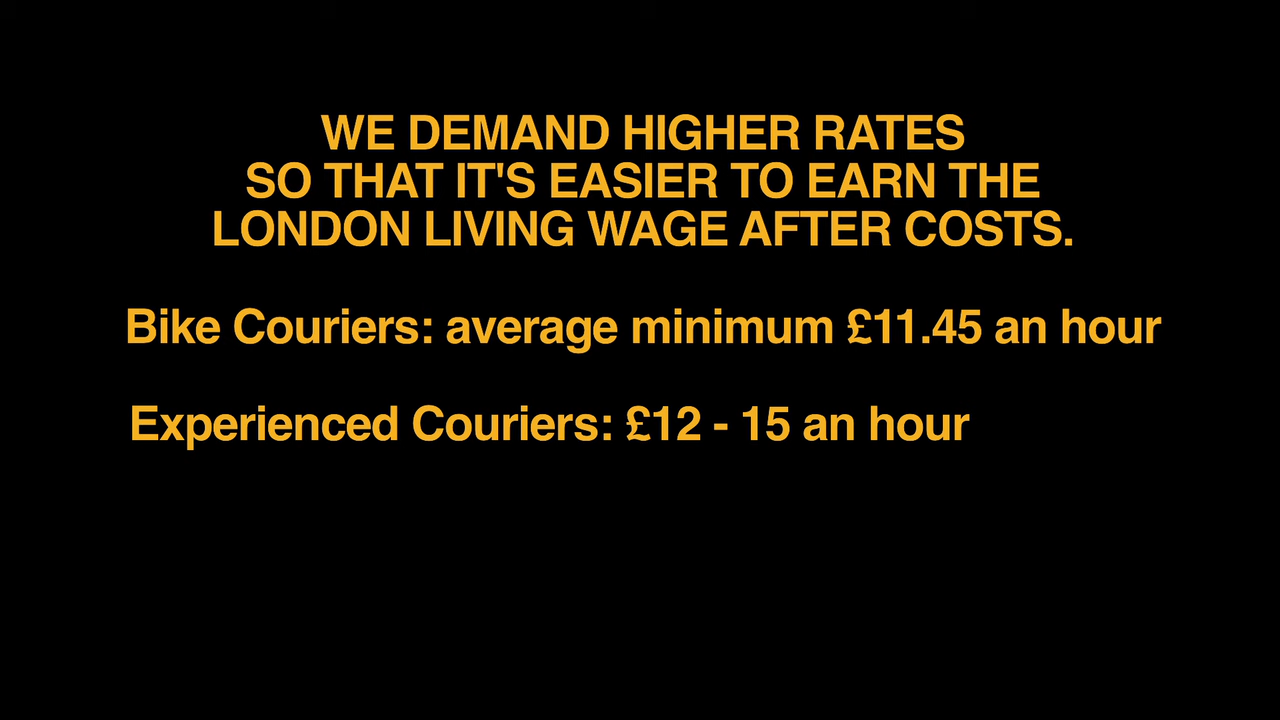 WE DEMAND HIGHER RATES
SO THAT IT'S EASIER TO EARN THE
LONDON LIVING WAGE AFTER COSTS.
Bike Couriers: average minimum £11.45 an hour
Experienced Couriers: £12 - 15 an hour